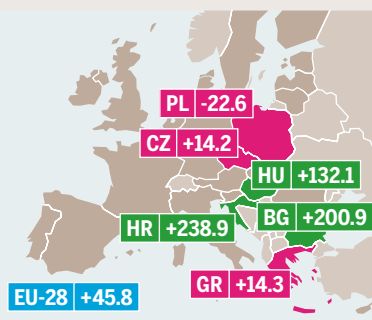 PL -22.6
CZ +14.2
HU +132.1
BG +200.9
HR +238.9
GR +14.3
EU-28 +45.8